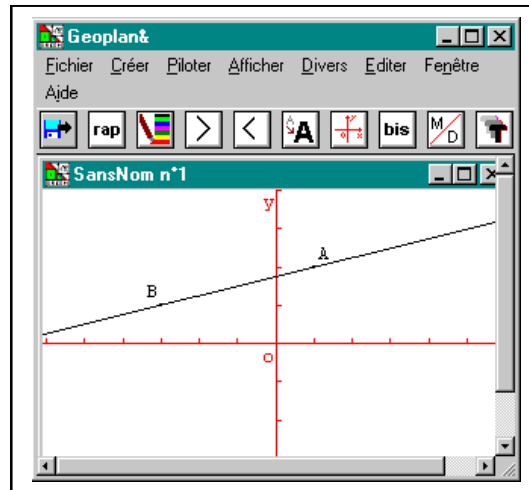 Geoplan&
Fichier Créer Piloter Afficher Divers Editer Fenêtre
Aide
rap > < A bis M/D T
SansNom n°1
y
A
B
o